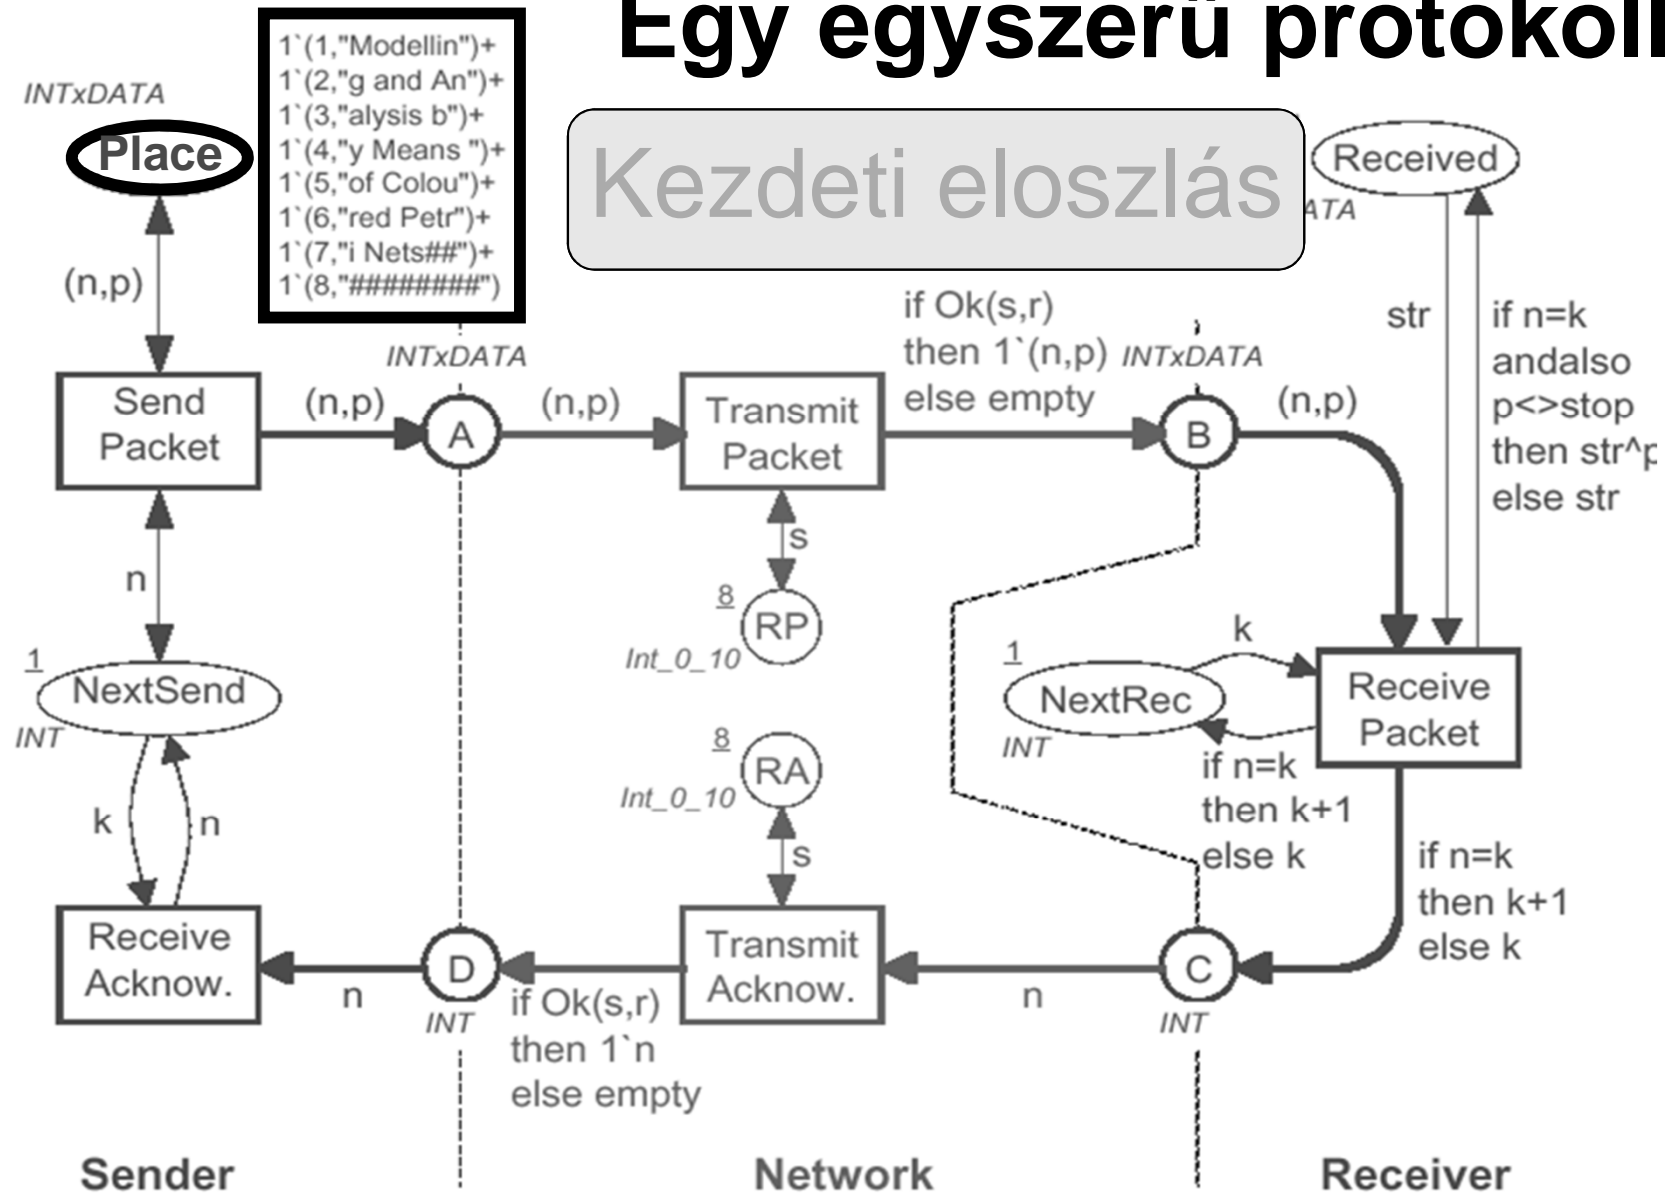 Egy egyszerű protokoll
INTxDATA
Place
1`(1,"Modellin")+
1`(2,"g and An")+
1`(3,"alysis b")+
1`(4,"y Means ")+
1`(5,"of Colou")+
1`(6,"red Petr")+
1`(7,"i Nets##")+
1`(8,"########")
Kezdeti eloszlás
Received
ATA
(n,p)
str
if n=k
andalso
p<>stop
then str^p
else str
INTxDATA
if Ok(s,r)
then 1`(n,p)
else empty
INTxDATA
Send
Packet
(n,p)
A
(n,p)
Transmit
Packet
B
(n,p)
n
s
8
RP
Int_0_10
1
NextSend
INT
8
RA
Int_0_10
1
NextRec
INT
k
Receive
Packet
if n=k
then k+1
else k
k
n
s
if n=k
then k+1
else k
Receive
Acknow.
n
D
INT
if Ok(s,r)
then 1`n
else empty
Transmit
Acknow.
n
C
INT
Sender
Network
Receiver